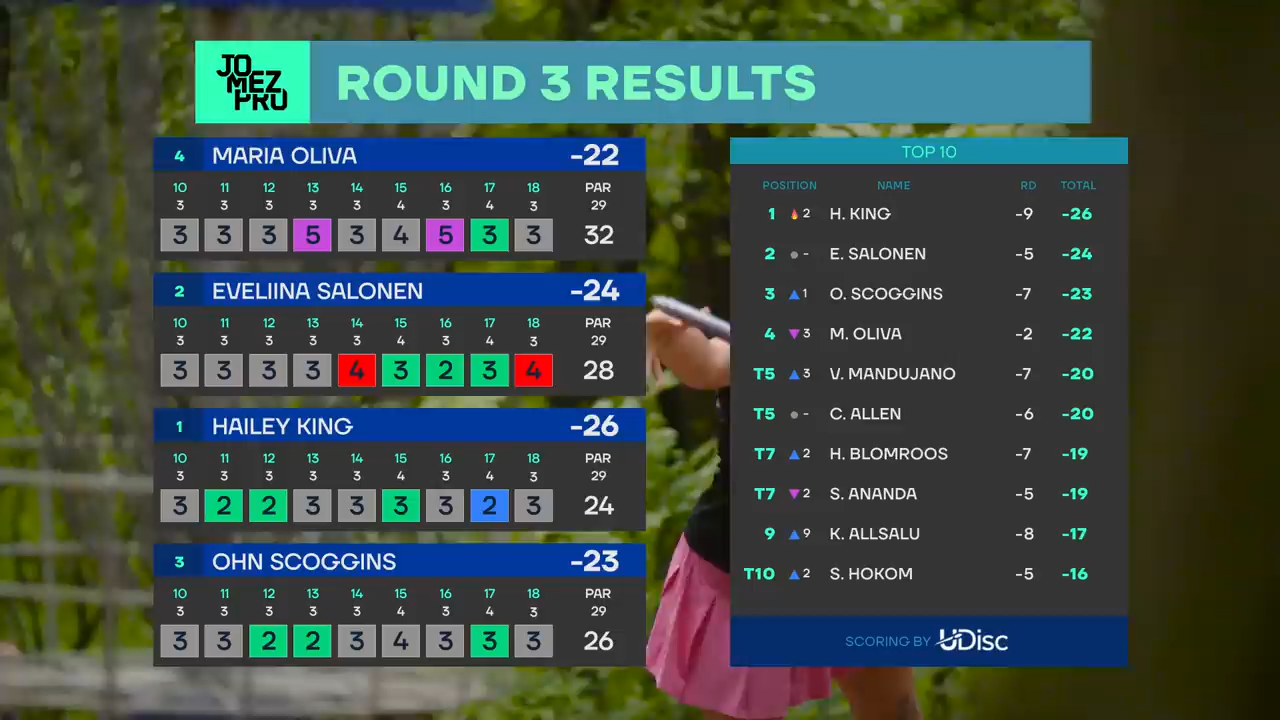 JO
MEZ
PRO
ROUND 3 RESULTS
4 MARIA OLIVA -22
10 11 12 13 14 15 16 17 18 PAR
3 3 3 3 3 4 3 4 3 29
3 3 3 5 3 4 5 3 3 32
2 EVELIINA SALONEN -24
10 11 12 13 14 15 16 17 18 PAR
3 3 3 3 3 4 3 4 3 29
3 3 3 3 4 3 2 3 4 28
1 HAILEY KING -26
10 11 12 13 14 15 16 17 18 PAR
3 3 3 3 3 4 3 4 3 29
3 2 2 3 3 3 3 2 3 24
3 OHN SCOGGINS -23
10 11 12 13 14 15 16 17 18 PAR
3 3 3 3 3 4 3 4 3 29
3 3 2 2 3 4 3 3 3 26
TOP 10
POSITION NAME RD TOTAL
1 2 H. KING -9 -26
2 - E. SALONEN -5 -24
3 1 O. SCOGGINS -7 -23
4 3 M. OLIVA -2 -22
T5 3 V. MANDUJANO -7 -20
T5 - C. ALLEN -6 -20
T7 2 H. BLOMROOS -7 -19
T7 2 S. ANANDA -5 -19
9 9 K. ALLSALU -8 -17
T10 2 S. HOKOM -5 -16
SCORING BY UDisc